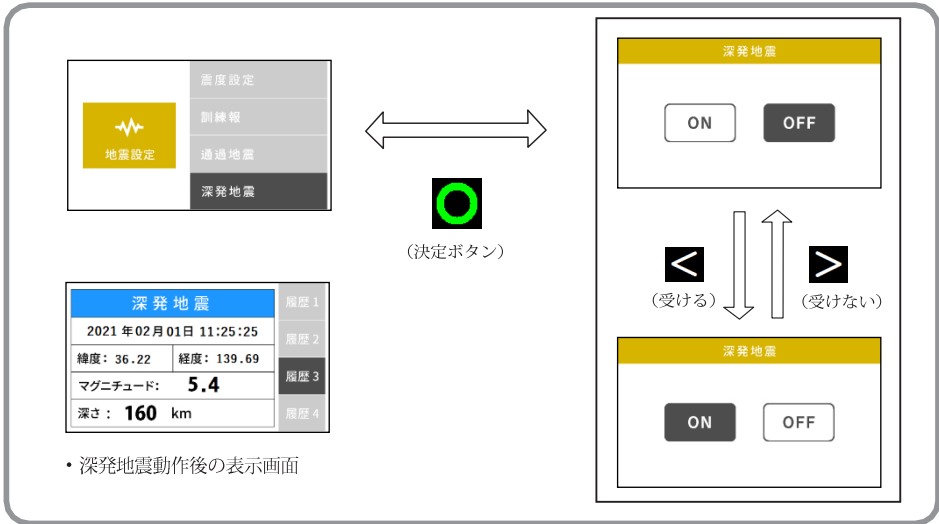 震度設定
訓練報
地震設定
通過地震
深発地震
（決定ボタン）
深発地震
ON OFF
<
（受ける）
>
（受けない）
深発地震
ON OFF
深発地震
2021 年02月01日 11:25:25
緯度： 36.22 経度： 139.69
マグニチュード： 5.4
深さ： 160 km
履歴 1
履歴 2
履歴 3
履歴 4
・深発地震動作後の表示画面